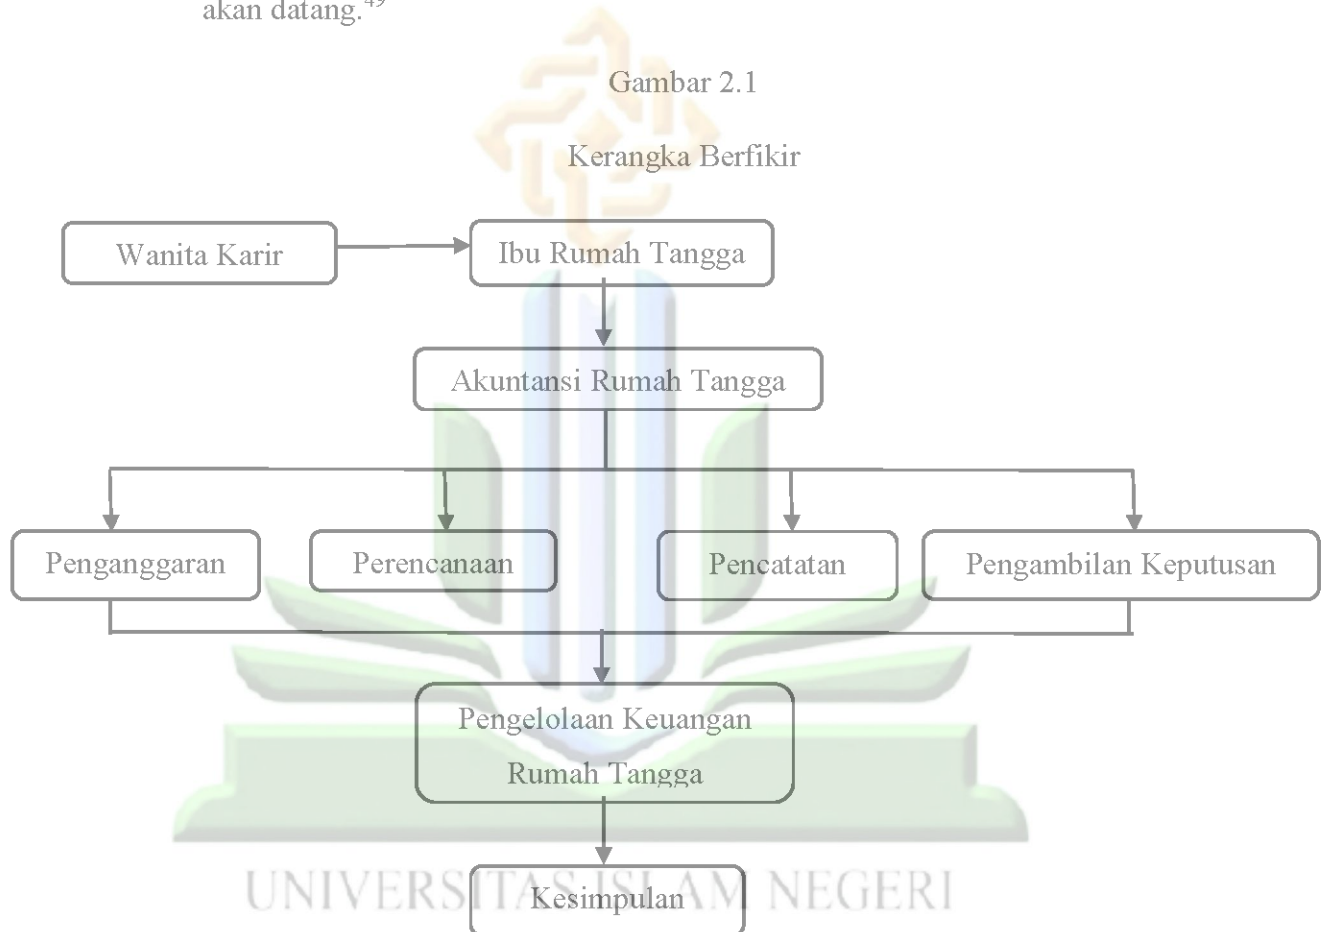 akan datang.49
Gambar 2.1
Kerangka Berfikir
Wanita Karir
Ibu Rumah Tangga
Akuntansi Rumah Tangga
Penganggaran
Perencanaan
Pencatatan
Pengambilan Keputusan
Pengelolaan Keuangan
Rumah Tangga
Kesimpulan
UNIVERSITAS ISLAM NEGERI